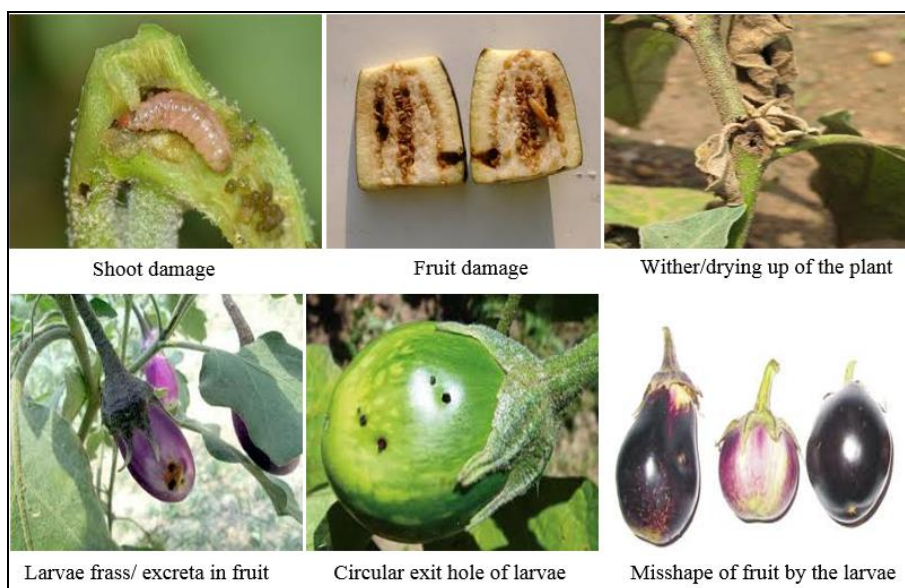 Shoot damage
Fruit damage
Wither/drying up of the plant
Larvae frass/ excreta in fruit
Circular exit hole of larvae
Misshape of fruit by the larvae